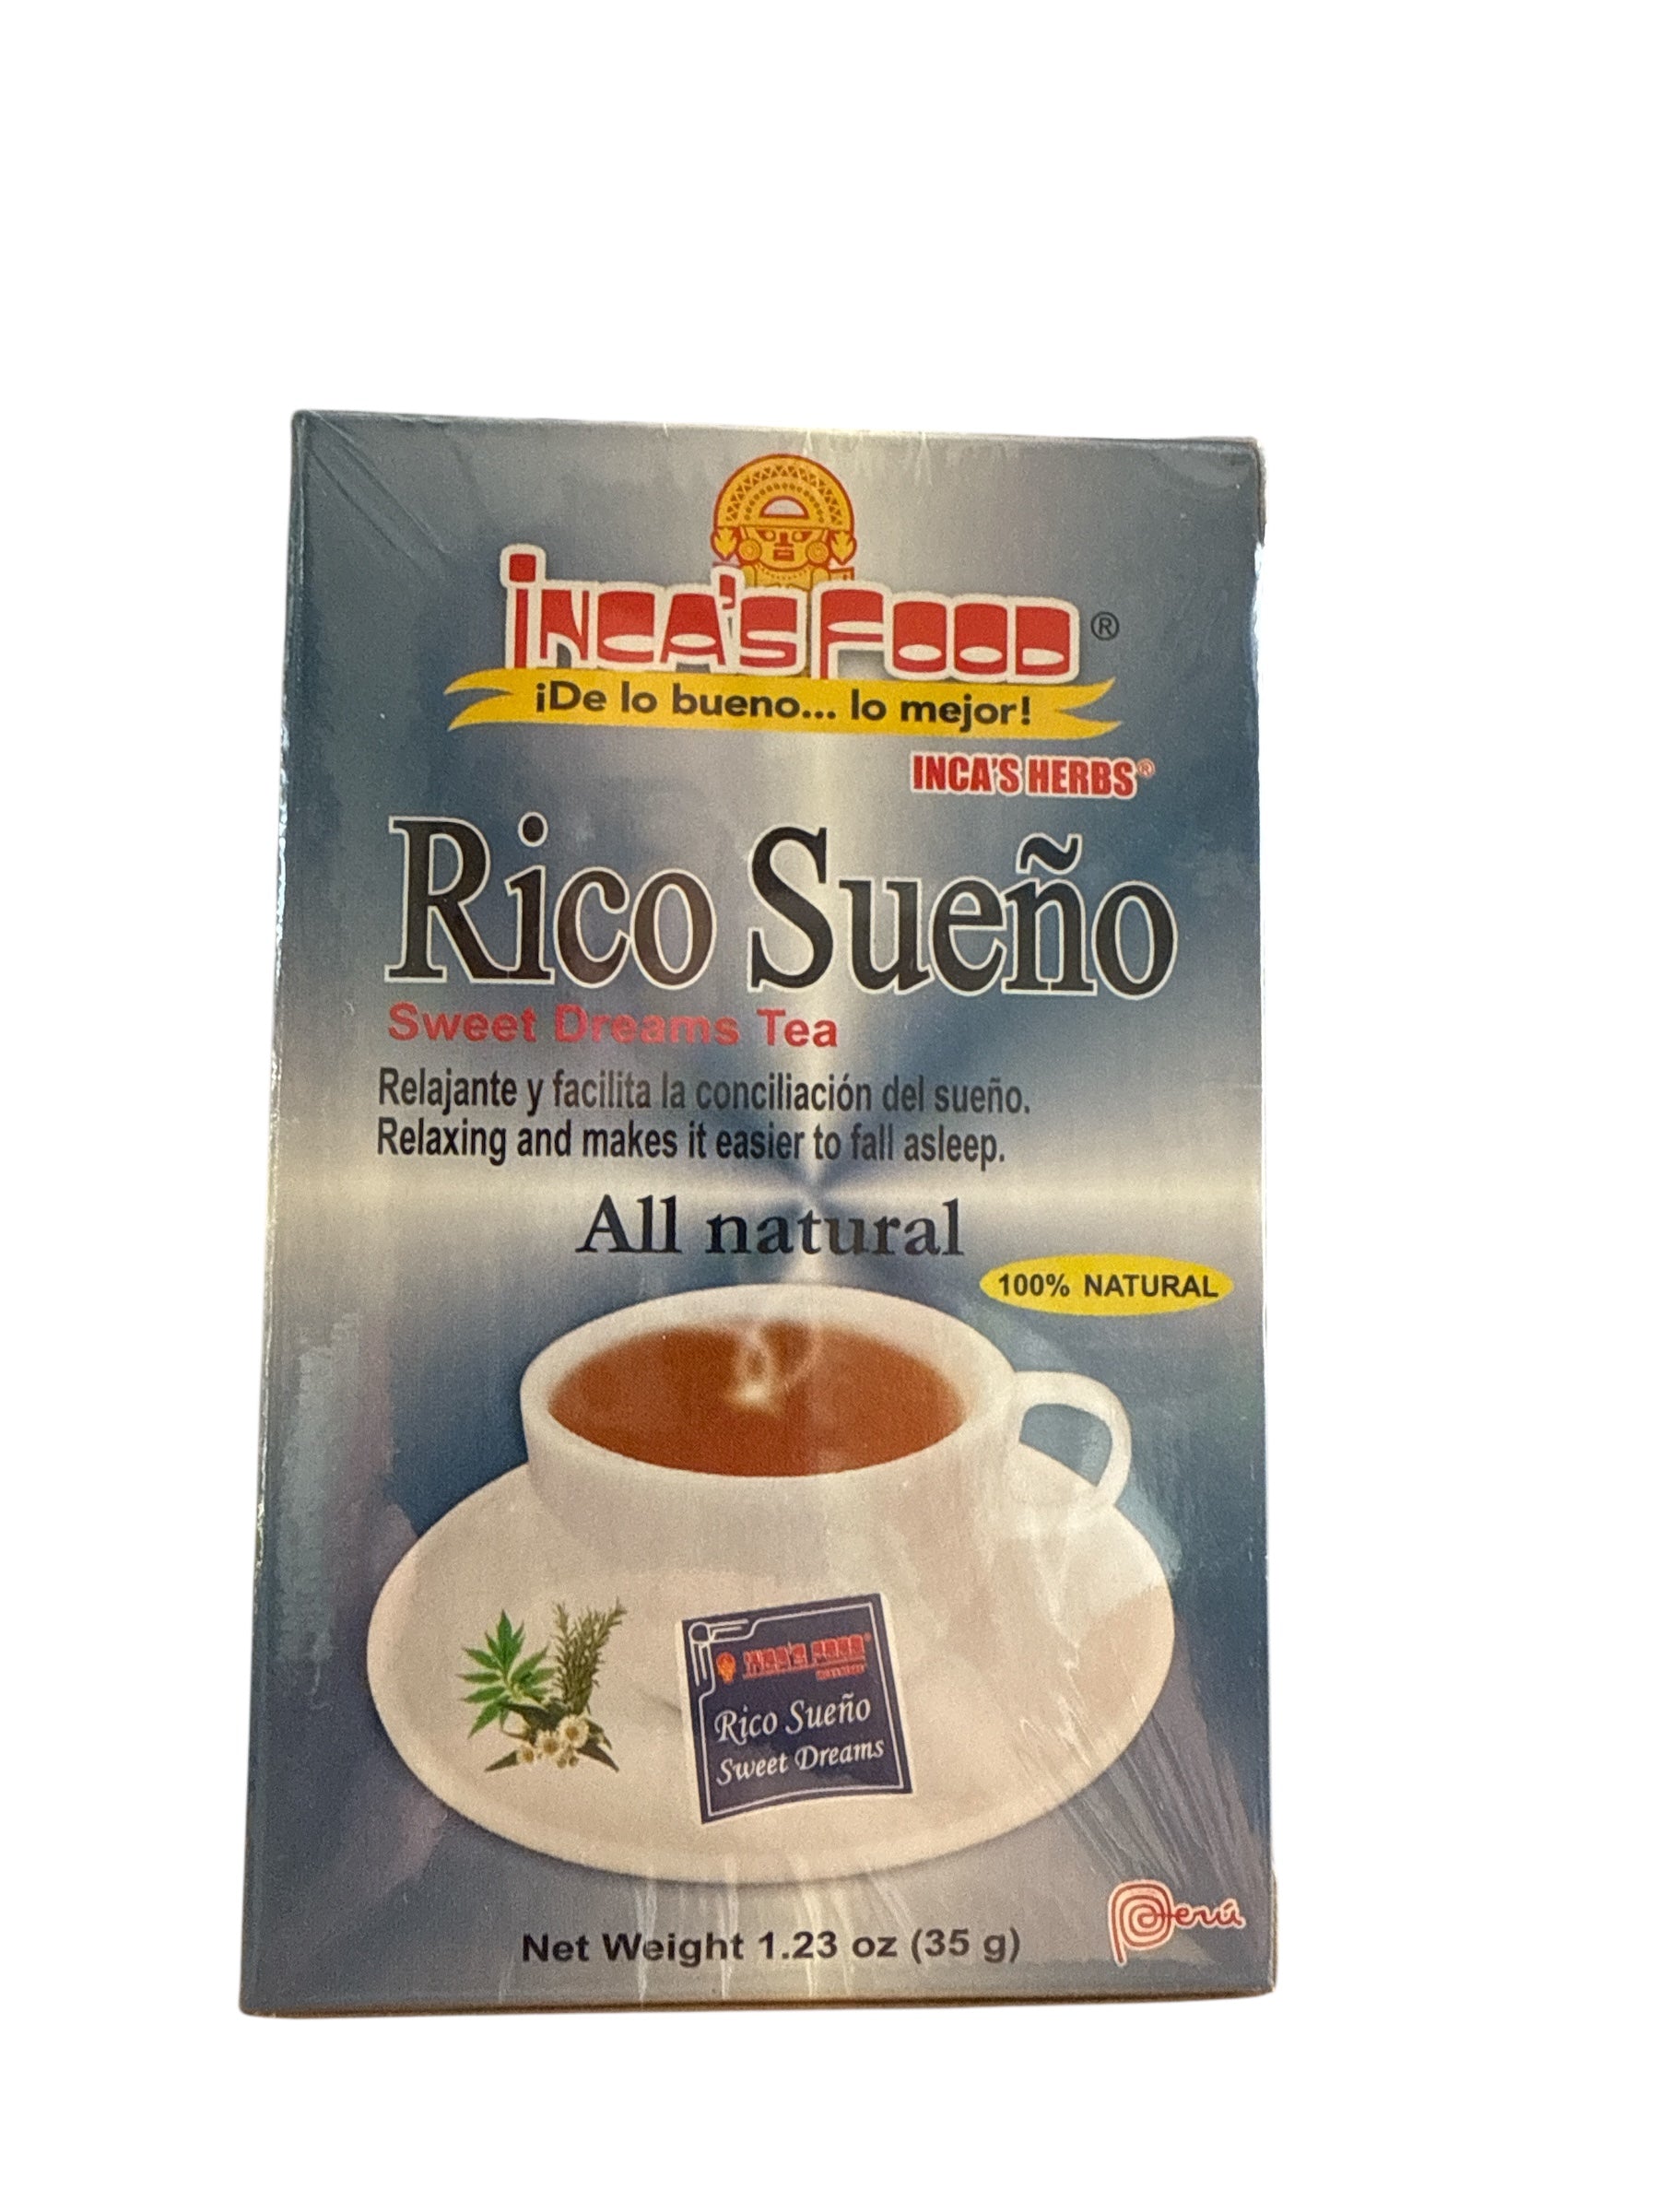 INCA'S FOOD ®
¡De lo bueno... lo mejor!
INCA'S HERBS®
Rico Sueño
Sweet Dreams Tea
Relajante y facilita la conciliación del sueño.
Relaxing and makes it easier to fall asleep.
All natural
100% NATURAL
INCA'S FOOD®
Rico Sueño
Sweet Dreams
Perú
Net Weight 1.23 oz (35 g)